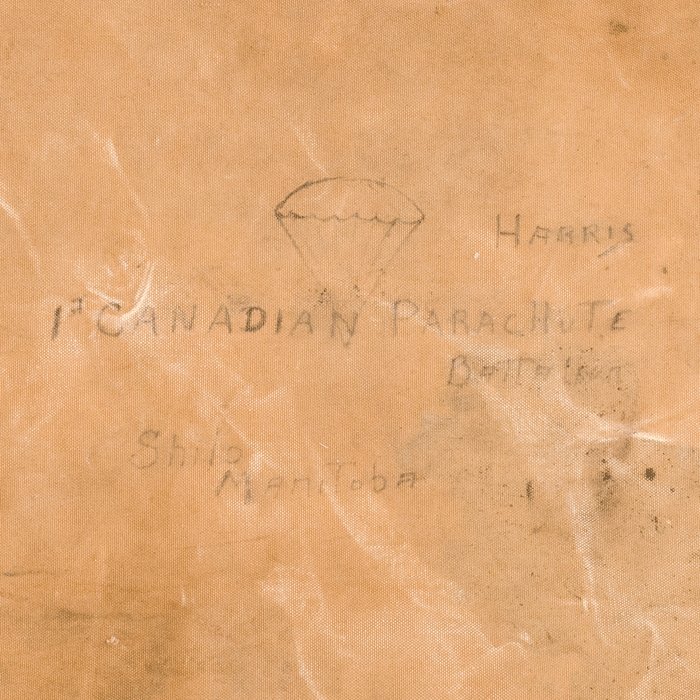 HARRIS
1st CANADIAN PARACHUTE
Battalion
Shilo
Manitoba